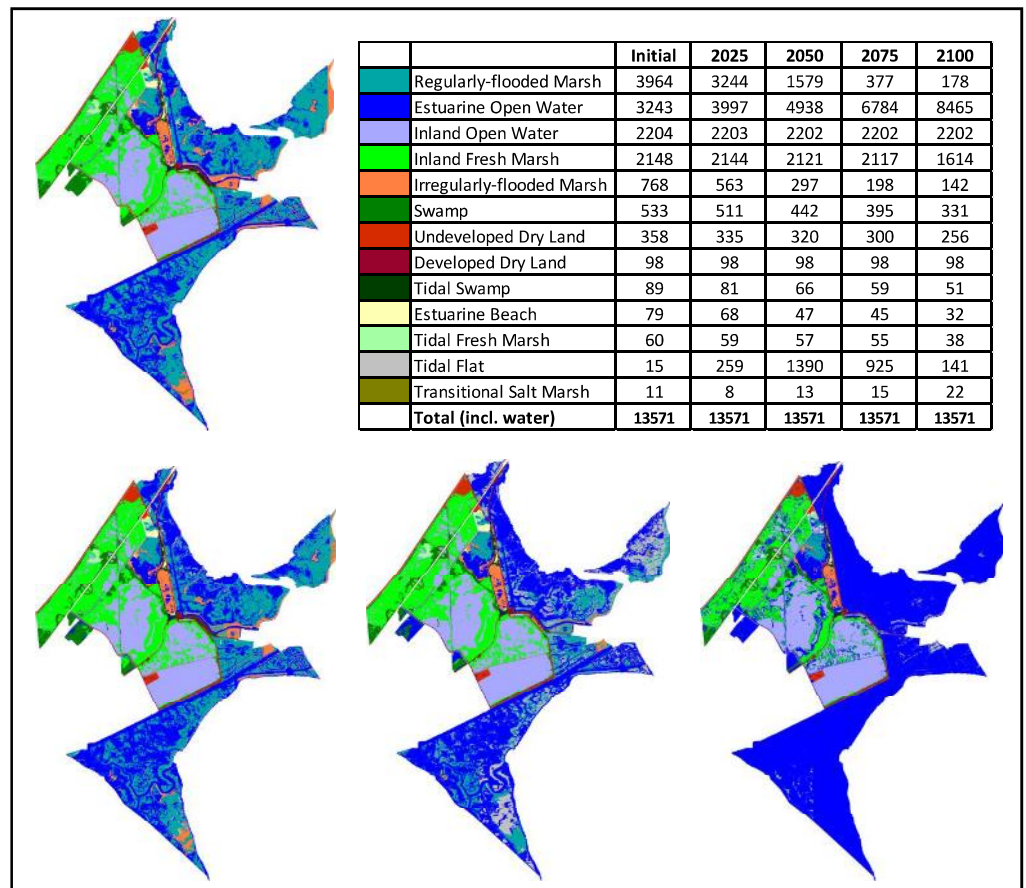 Initial 2025 2050 2075 2100
Regularly-flooded Marsh 3964 3244 1579 377 178
Estuarine Open Water 3243 3997 4938 6784 8465
Inland Open Water 2204 2203 2202 2202 2202
Inland Fresh Marsh 2148 2144 2121 2117 1614
Irregularly-flooded Marsh 768 563 297 198 142
Swamp 533 511 442 395 331
Undeveloped Dry Land 358 335 320 300 256
Developed Dry Land 98 98 98 98 98
Tidal Swamp 89 81 66 59 51
Estuarine Beach 79 68 47 45 32
Tidal Fresh Marsh 60 59 57 55 38
Tidal Flat 15 259 1390 925 141
Transitional Salt Marsh 11 8 13 15 22
Total (incl. water) 13571 13571 13571 13571 13571